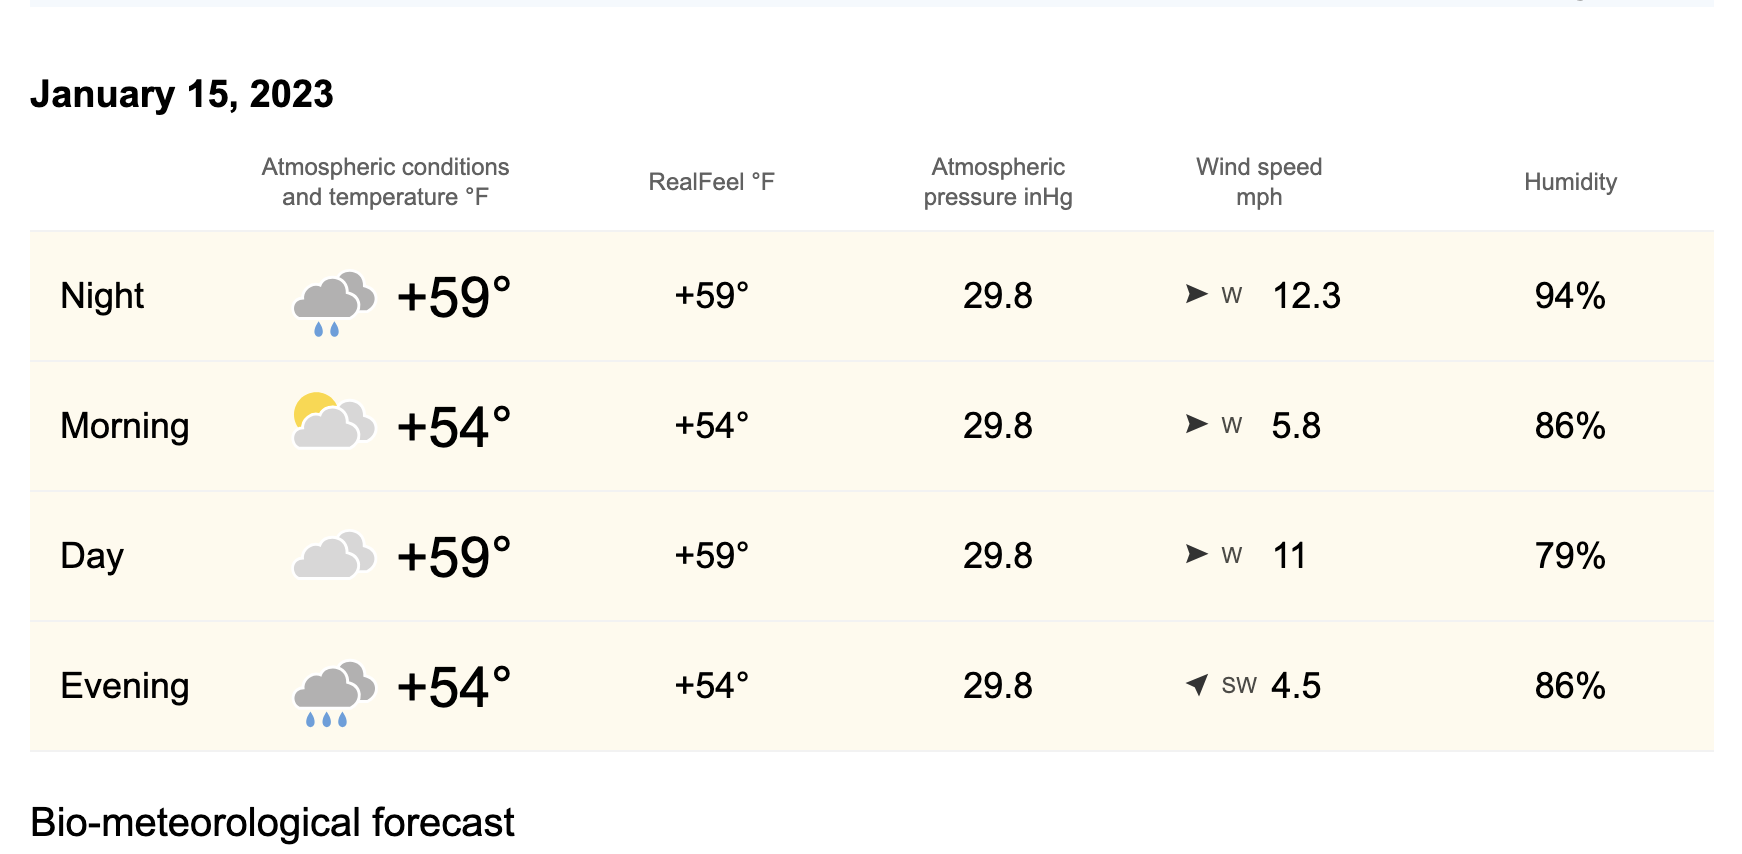 January 15, 2023
Atmospheric conditions and temperature °F RealFeel °F Atmospheric pressure inHg Wind speed mph Humidity
Night +59° +59° 29.8 W 12.3 94%
Morning +54° +54° 29.8 W 5.8 86%
Day +59° +59° 29.8 W 11 79%
Evening +54° +54° 29.8 SW 4.5 86%
Bio-meteorological forecast